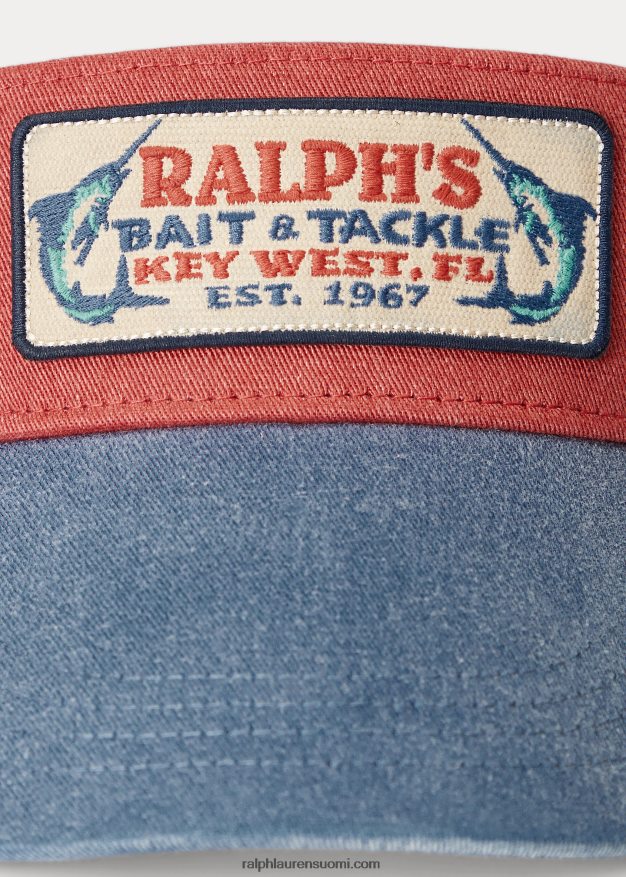 RALPH'S
BAIT & TACKLE
KEY WEST, FL
EST. 1967
ralphlaurensuomi.com